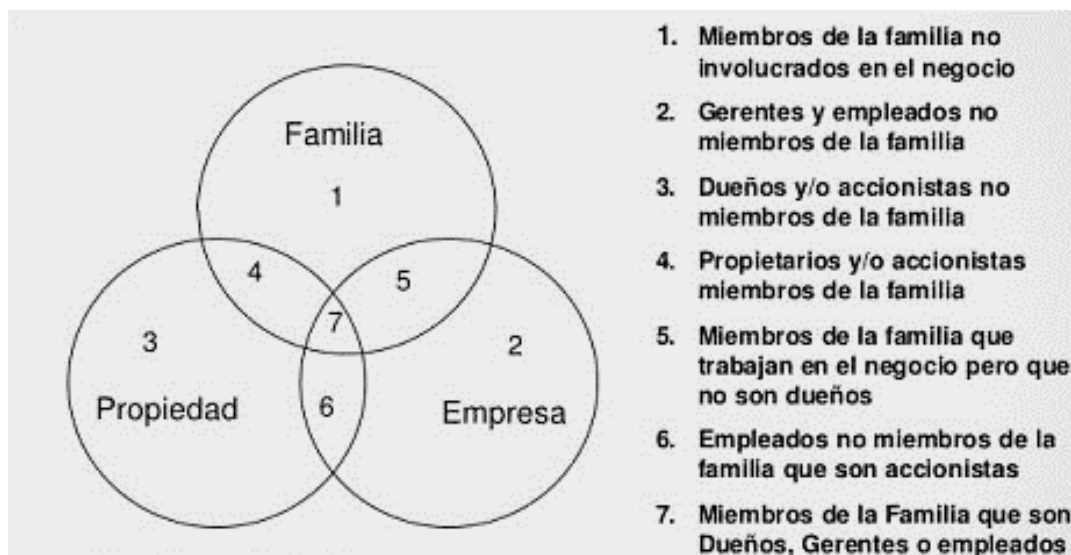 Familia
1
4
5
7
3
2
Propiedad
6
Empresa
1. Miembros de la familia no
involucrados en el negocio
2. Gerentes y empleados no
miembros de la familia
3. Dueños y/o accionistas no
miembros de la familia
4. Propietarios y/o accionistas
miembros de la familia
5. Miembros de la familia que
trabajan en el negocio pero que
no son dueños
6. Empleados no miembros de la
familia que son accionistas
7. Miembros de la Familia que son
Dueños, Gerentes o empleados